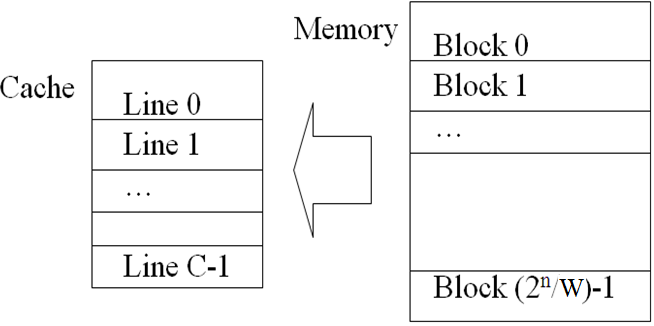 Cache
Line 0
Line 1
…
Line C-1
Memory
Block 0
Block 1
…
Block (2ⁿ/W)-1